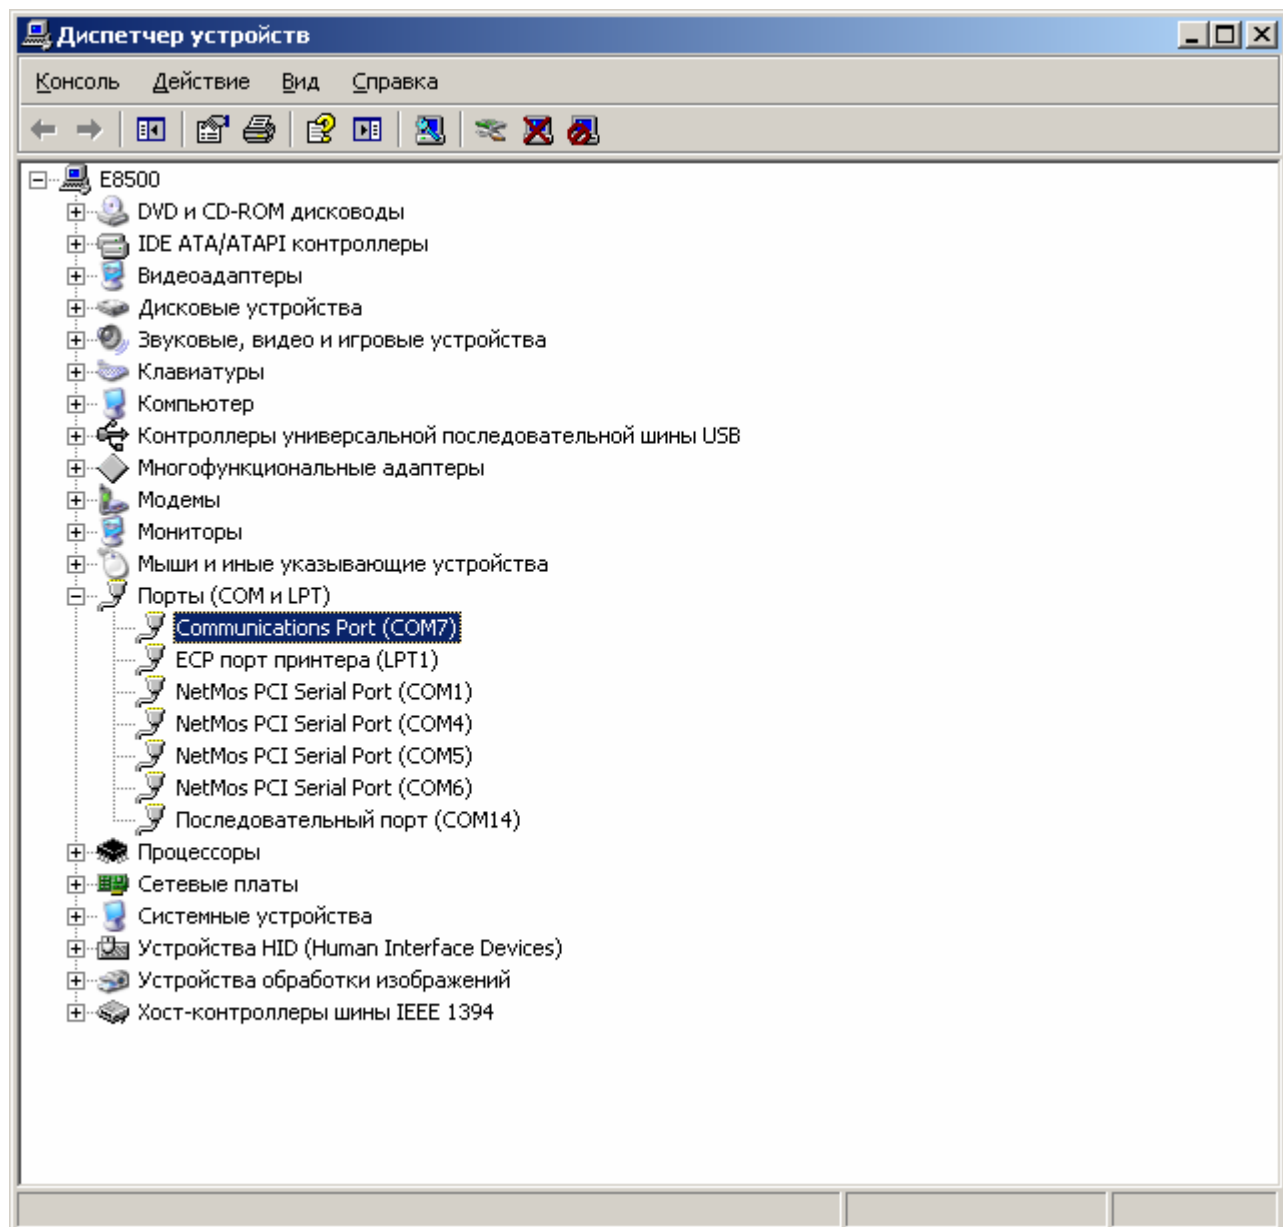 Диспетчер устройств
Консоль Действие Вид Справка
E8500
DVD и CD-ROM дисководы
IDE ATA/ATAPI контроллеры
Видеоадаптеры
Дисковые устройства
Звуковые, видео и игровые устройства
Клавиатуры
Компьютер
Контроллеры универсальной последовательной шины USB
Многофункциональные адаптеры
Модемы
Мониторы
Мыши и иные указывающие устройства
Порты (COM и LPT)
Communications Port (COM7)
ECP порт принтера (LPT1)
NetMos PCI Serial Port (COM1)
NetMos PCI Serial Port (COM4)
NetMos PCI Serial Port (COM5)
NetMos PCI Serial Port (COM6)
Последовательный порт (COM14)
Процессоры
Сетевые платы
Системные устройства
Устройства HID (Human Interface Devices)
Устройства обработки изображений
Хост-контроллеры шины IEEE 1394